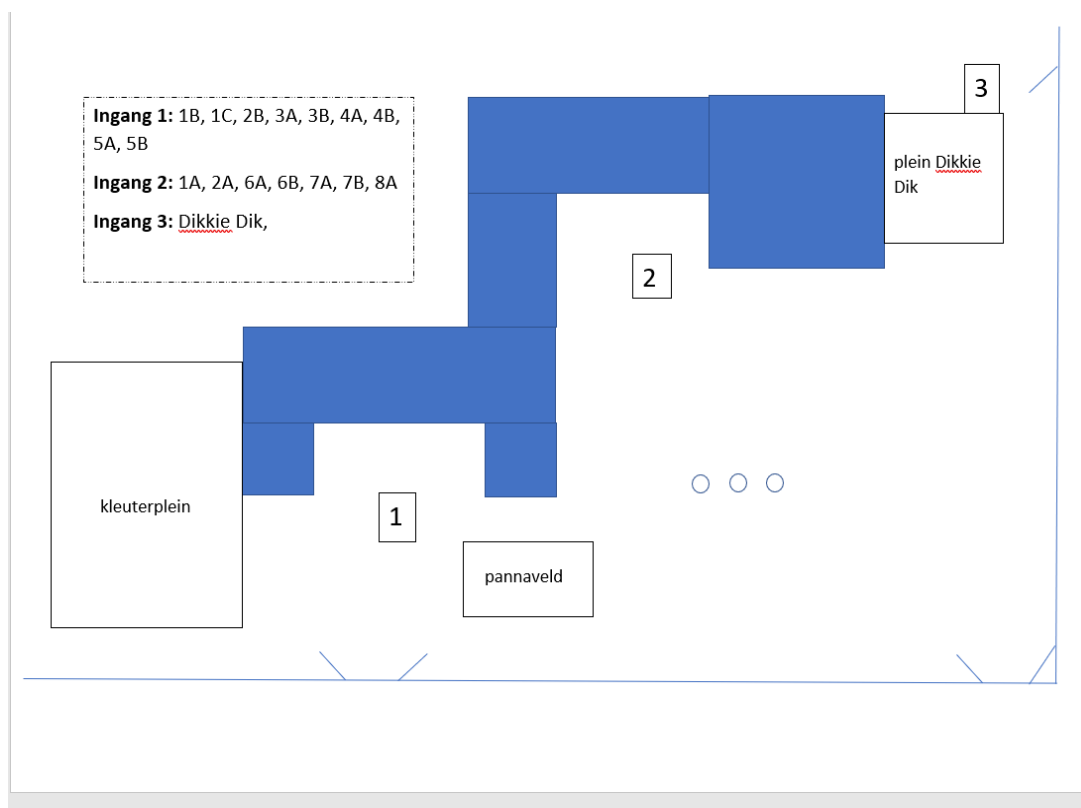 Ingang 1: 1B, 1C, 2B, 3A, 3B, 4A, 4B,
5A, 5B
Ingang 2: 1A, 2A, 6A, 6B, 7A, 7B, 8A
Ingang 3: Dikkie Dik,
3
plein Dikkie
Dik
2
kleuterplein
1
pannaveld